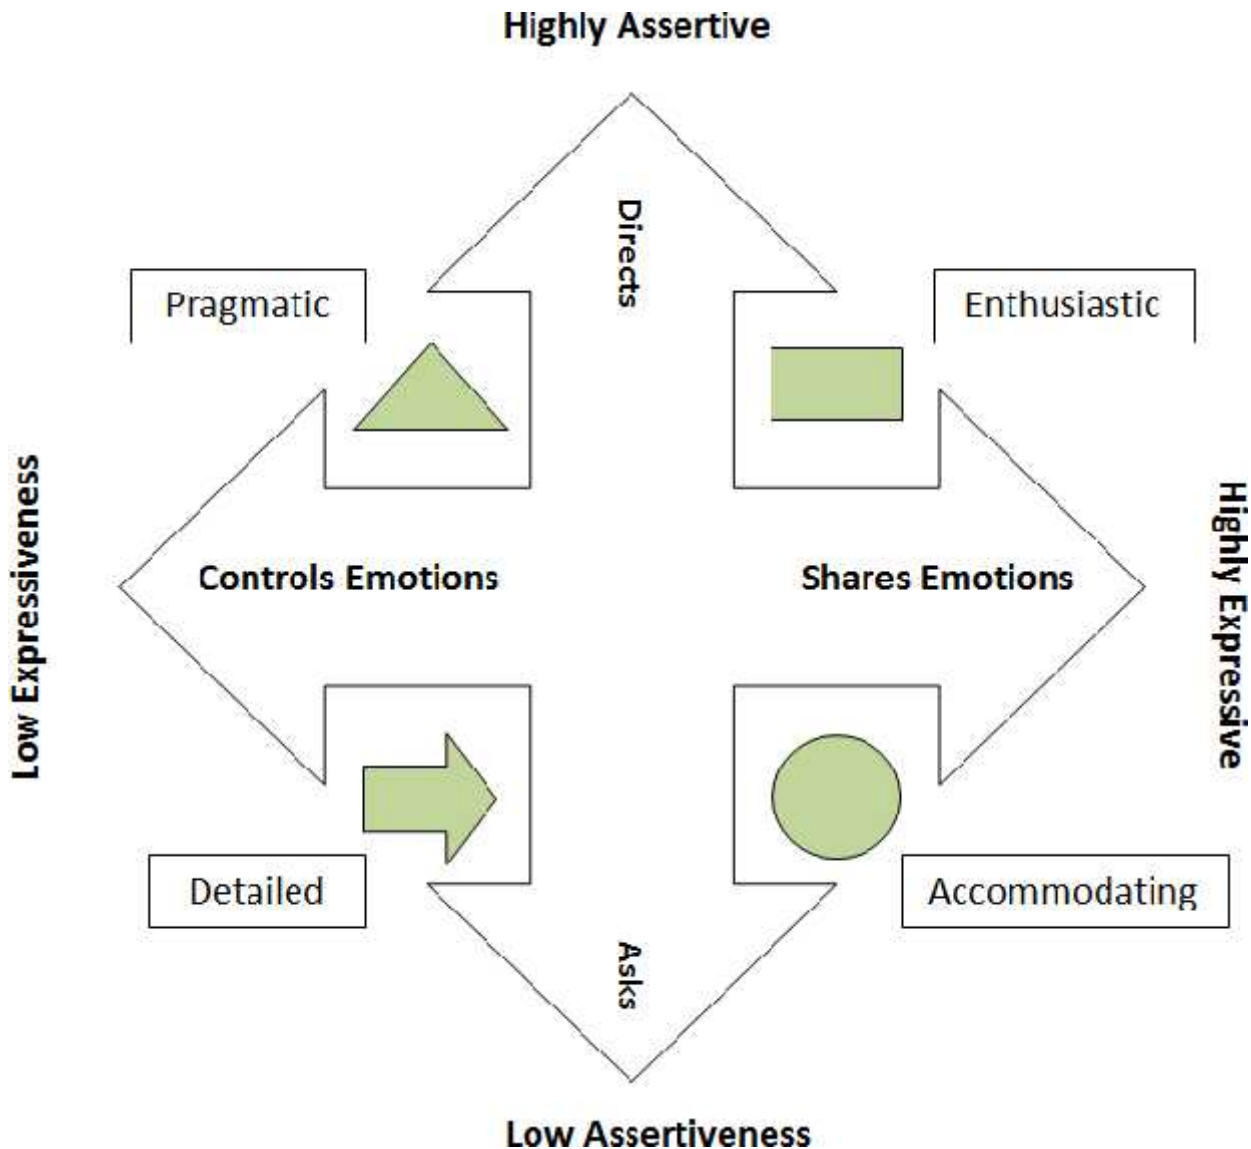 Highly Assertive
Directs
Pragmatic
Enthusiastic
Low Expressiveness
Controls Emotions
Shares Emotions
Highly Expressive
Detailed
Accommodating
Asks
Low Assertiveness